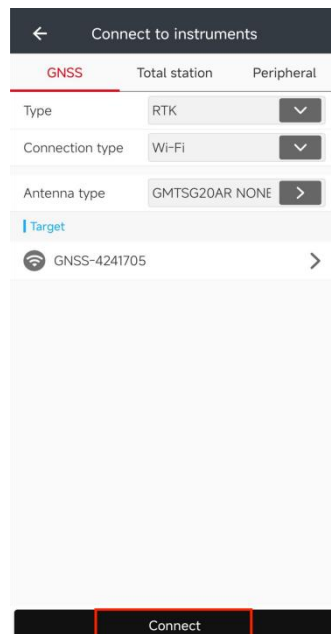 Connect to instruments
GNSS Total station Peripheral
Type RTK
Connection type Wi-Fi
Antenna type GMTSG20AR NONE
Target
GNSS-4241705
Connect